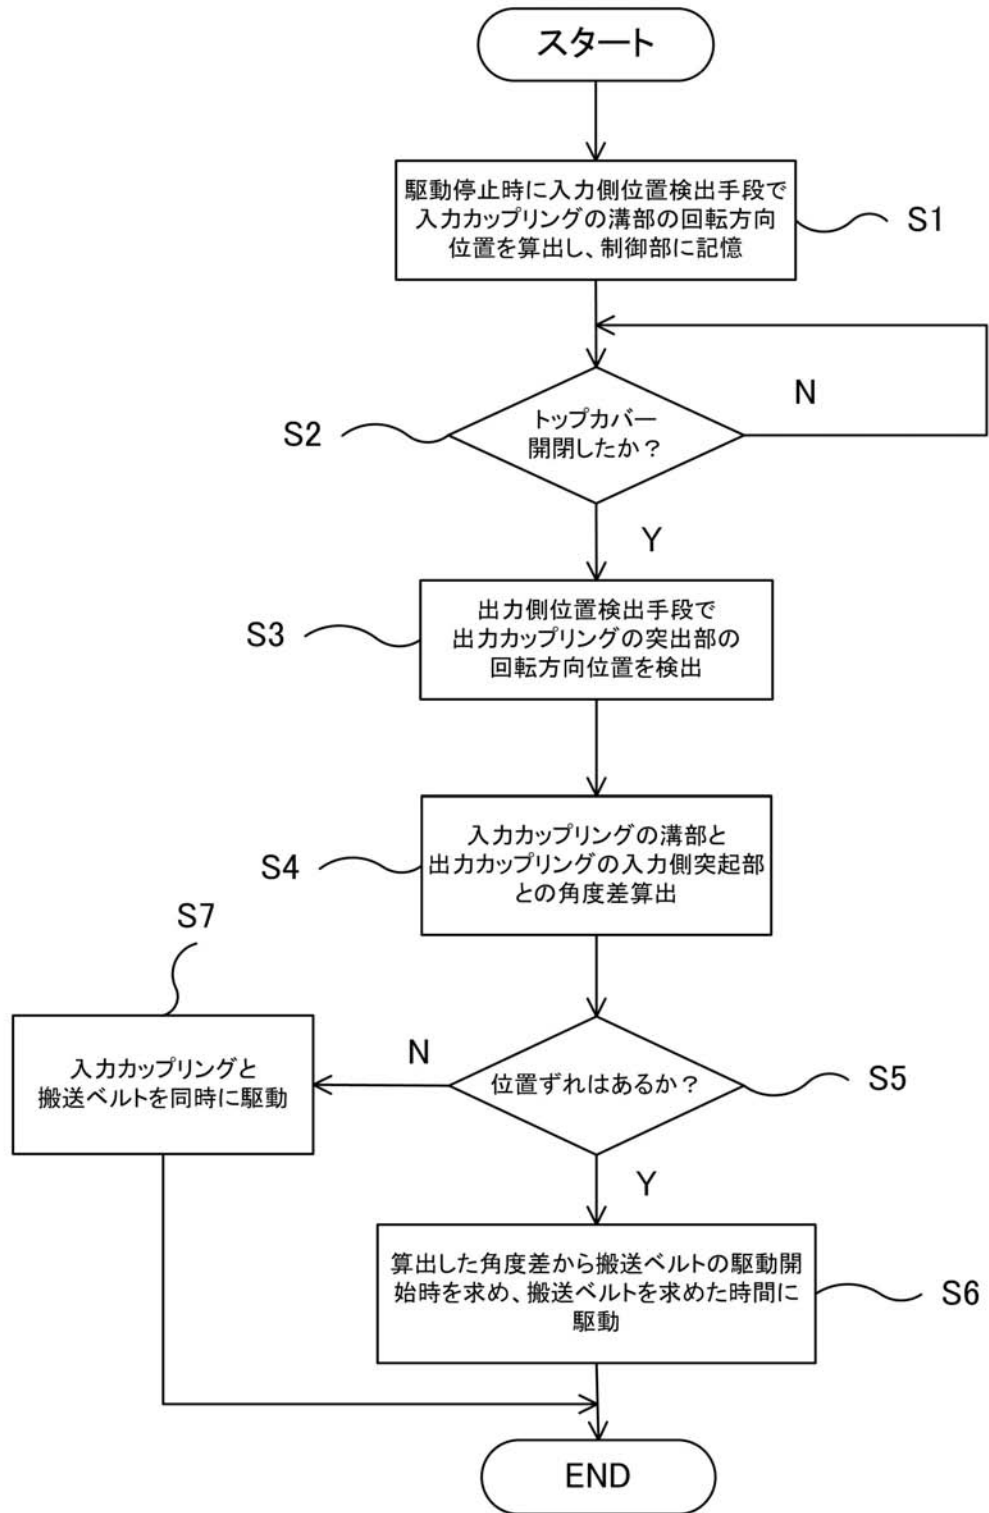 スタート
駆動停止時に入力側位置検出手段で
入力カップリングの溝部の回転方向
位置を算出し、制御部に記憶
S1
N
S2
トップカバー
開閉したか？
Y
S3
出力側位置検出手段で
出力カップリングの突出部の
回転方向位置を検出
S4
入力カップリングの溝部と
出力カップリングの入力側突起部
との角度差算出
S7
入力カップリングと
搬送ベルトを同時に駆動
N
位置ずれはあるか？
S5
Y
算出した角度差から搬送ベルトの駆動開
始時を求め、搬送ベルトを求めた時間に
駆動
S6
END